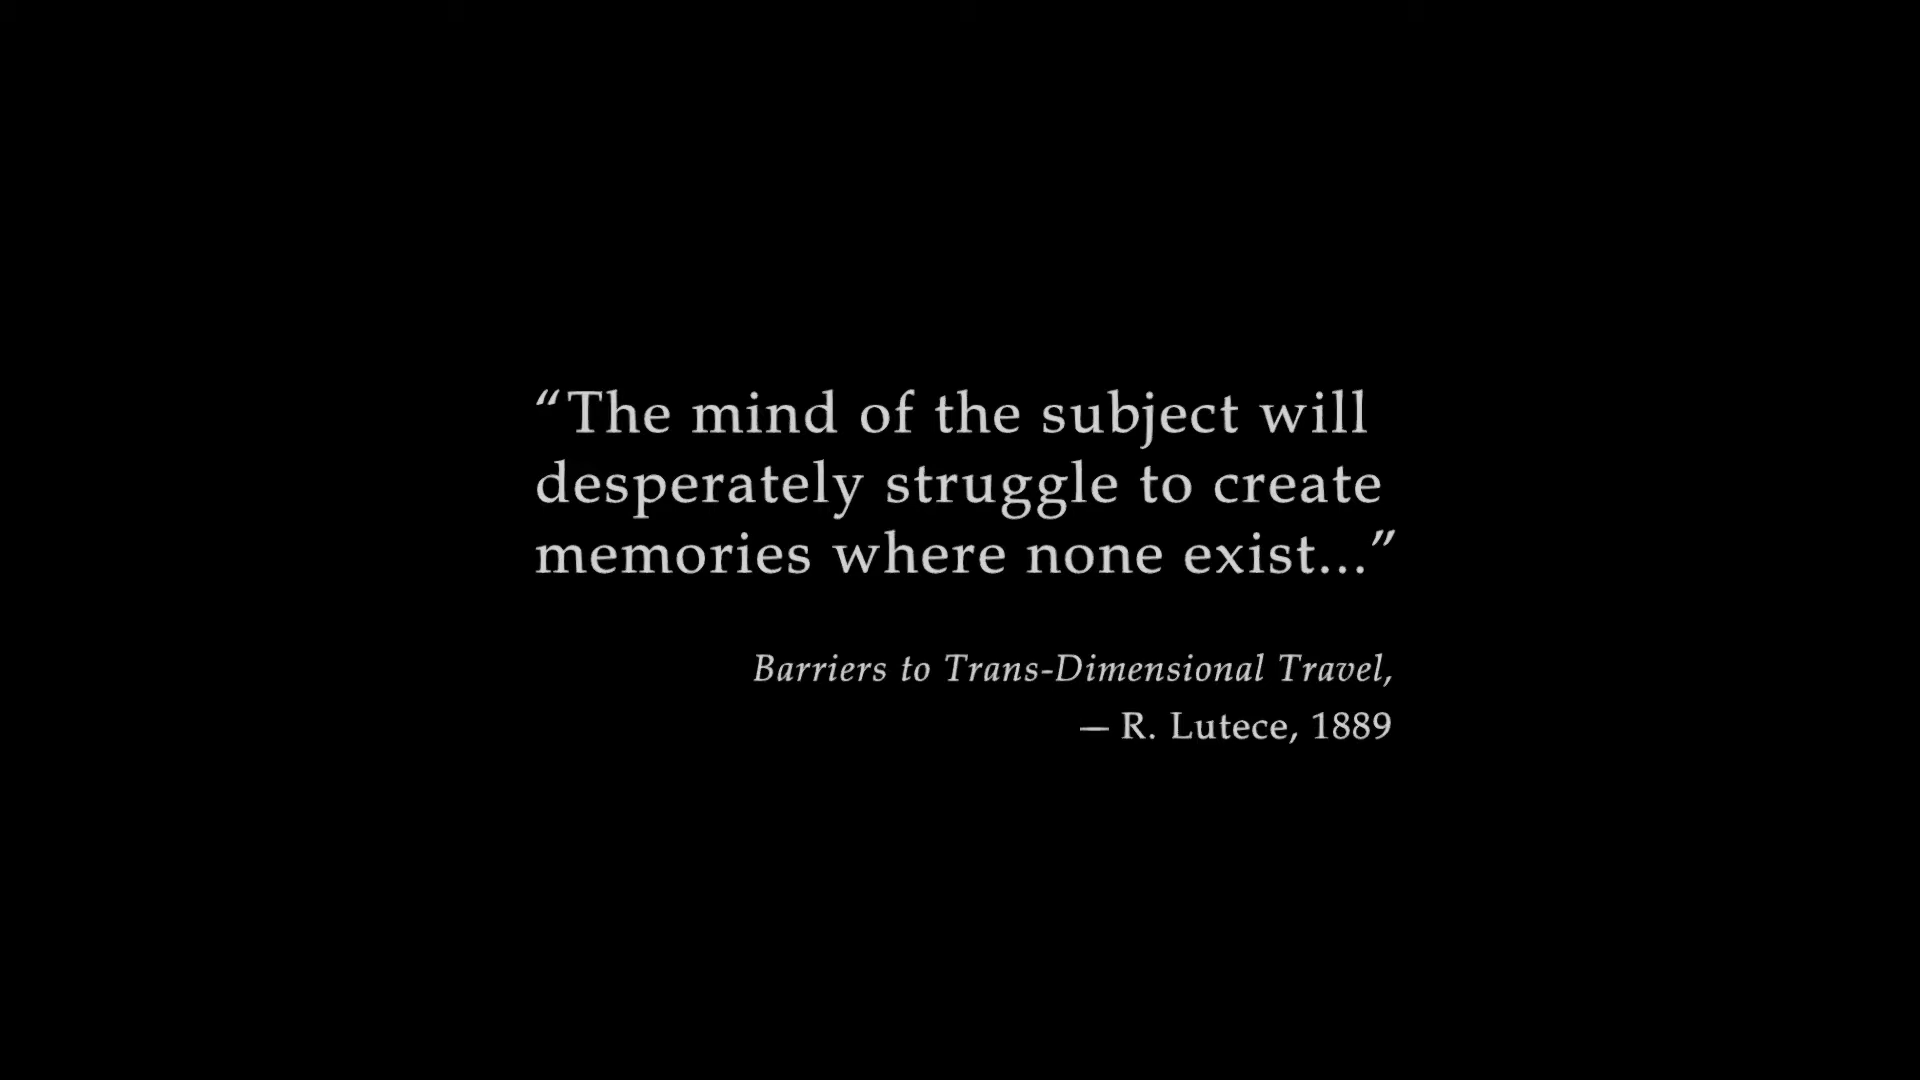 “The mind of the subject will
desperately struggle to create
memories where none exist...”
Barriers to Trans-Dimensional Travel,
— R. Lutece, 1889